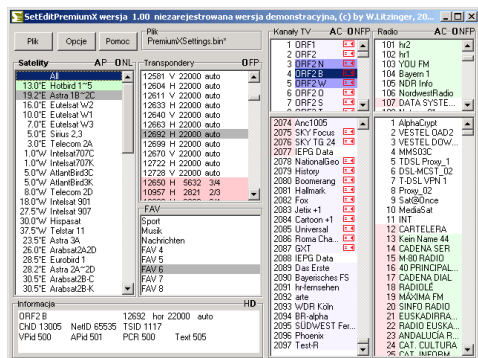 SetEditPremiumX wersja 1.00 niezarejestrowana wersja demonstracyjna, (c) by W.Litzinger, 20...
Plik
Opcje
Pomoc
Plik
PremiumXSettings.bin*
Satelity AP ONL
All
13.0°E Hotbird 1~5
19.2°E Astra 1B~2C
16.0°E Eutelsat W2
10.0°E Eutelsat W1
7.0°E Eutelsat W3
5.0°E Sirius 2,3
3.0°E Telecom 2A
1.0°W Intelsat707C
1.0°W Intelsat707K
5.0°W AtlantBird3C
5.0°W AtlantBird3K
8.0°W Telecom 2D
18.0°W Intelsat 901
27.5°W Intelsat 907
30.0°W Hispasat
37.5°W Telstar 11
23.5°E Astra 3A
26.0°E Arabsat2A2D
28.5°E Eurobird 1
28.2°E Astra 2A~2D
30.5°E Arabsat2B-C
30.5°E Arabsat2B-K
Transpondery OFP
12581 V 22000 auto
12604 H 22000 auto
12611 V 22000 auto
12633 H 22000 auto
12640 V 22000 auto
12663 H 22000 auto
12692 H 22000 auto
12699 V 22000 auto
12670 V 22000 auto
12722 H 22000 auto
12728 V 22000 auto
12650 H 5632 3/4
10957 H 2821 2/3
FAV
Sport
Musik
Nachrichten
FAV 4
FAV 5
FAV 6
FAV 7
FAV 8
Informacja HD
ORF2 B 12692 hor 22000 auto
ChID 13005 NetID 65535 TSID 1117
VPid 500 APid 501 PCR 500 Text 505
Kanały TV AC ONFP
1 ORF1
2 ORF2
3 ORF2 N
4 ORF2 B
5 ORF2 W
6 ORF2 O
7 ORF2 S
2074 Anc1005
2075 SKY Focus
2076 SKY TG 24
2077 IEPG Data
2078 NationalGeo
2079 History
2080 Boomerang
2081 Hallmark
2082 Fox
2083 Jetix +1
2084 Cartoon +1
2085 Universal
2086 Roma Cha...
2087 GXT
2088 IEPG Data
2089 Das Erste
2090 Bayerisches FS
2091 hr-fernsehen
2092 arte
2093 WDR Köln
2094 BR-alpha
2095 SÜDWEST Fer...
2096 Phoenix
2097 Test-R
Radio AC ONFP
101 hr2
102 hr1
103 YOU FM
104 Bayern 1
105 NDR Info
106 NordwestRadio
107 DATA SYSTE...
1 AlphaCrypt
2 VESTEL OAD2
3 VESTEL DOW...
4 MMS03C
5 TDSL Proxy_1
6 DSL-MCST_02
7 T-DSL VPN 1
8 Proxy_02
9 Sat@Once
10 MediaSat
11 INT
12 CARTELERA
13 Kein Name 44
14 CADENA SER
15 M-80 RADIO
16 40 PRINCIPAL...
17 CADENA DIAL
18 RADIOLÉ
19 MÁXIMA FM
20 SINFO RADIO
21 EUSKADIRRA...
22 RADIO EUSKA...
23 ANDALUCÍA R...
24 CAT. CULTURA
25 CAT. INFORM